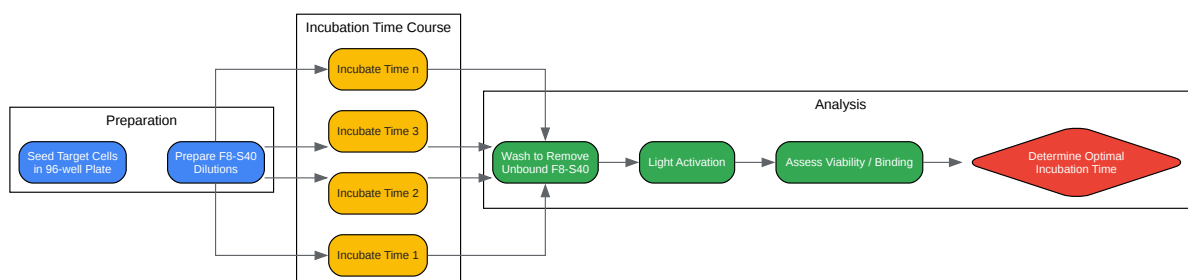 Preparation
Seed Target Cells
in 96-well Plate
Prepare F8-S40
Dilutions
Incubation Time Course
Incubate Time n
Incubate Time 3
Incubate Time 2
Incubate Time 1
Analysis
Wash to Remove
Unbound F8-S40
Light Activation
Assess Viability / Binding
Determine Optimal
Incubation Time